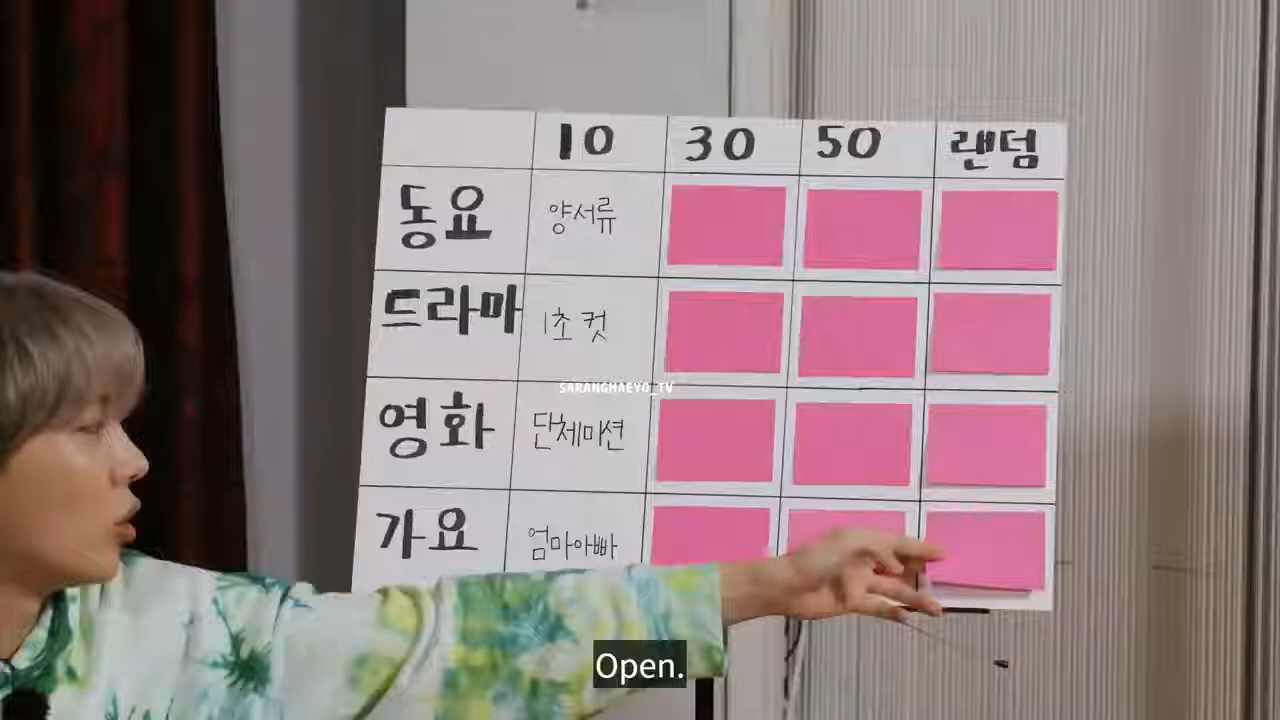 10 30 50 랜덤
동요 양서류
드라마 1초 컷
SARANGHAEYO_TV
영화 단체미션
가요 엄마아빠
Open.